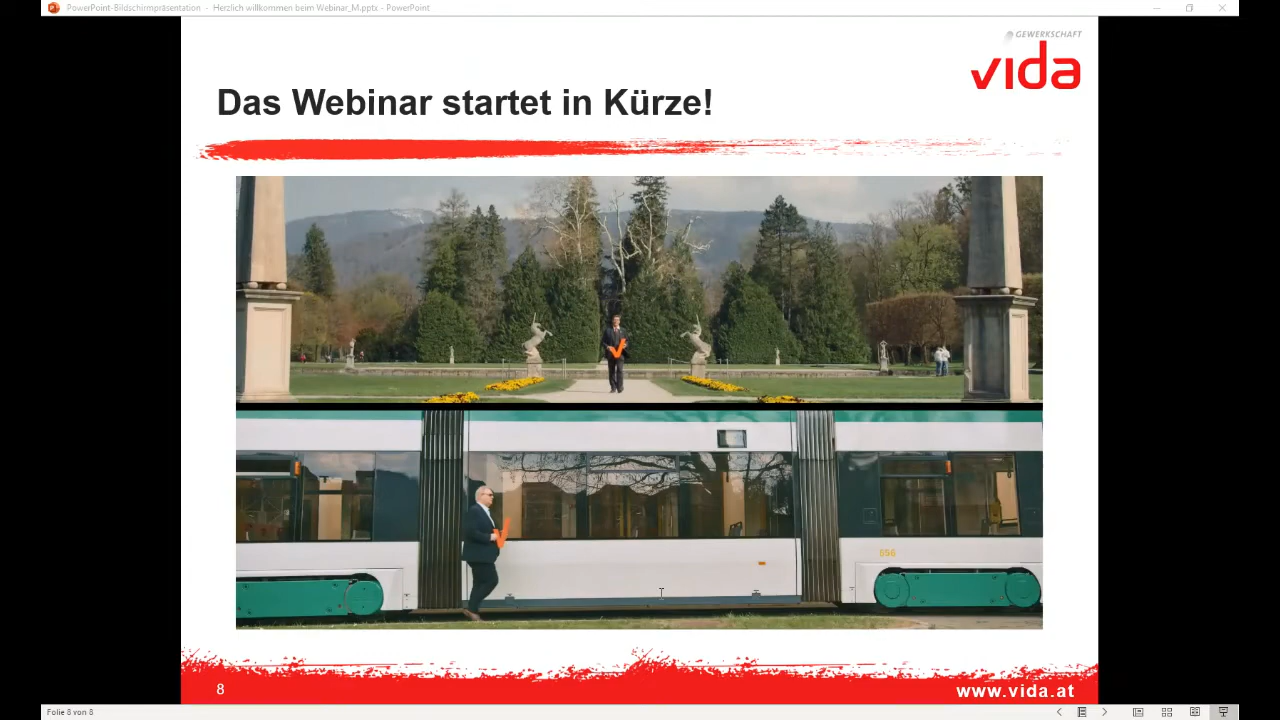 PowerPoint-Bildschirmpräsentation - Herzlich willkommen beim Webinar_M.pptx - PowerPoint
GEWERKSCHAFT
vida
Das Webinar startet in Kürze!
656
8
www.vida.at
Folie 8 von 8